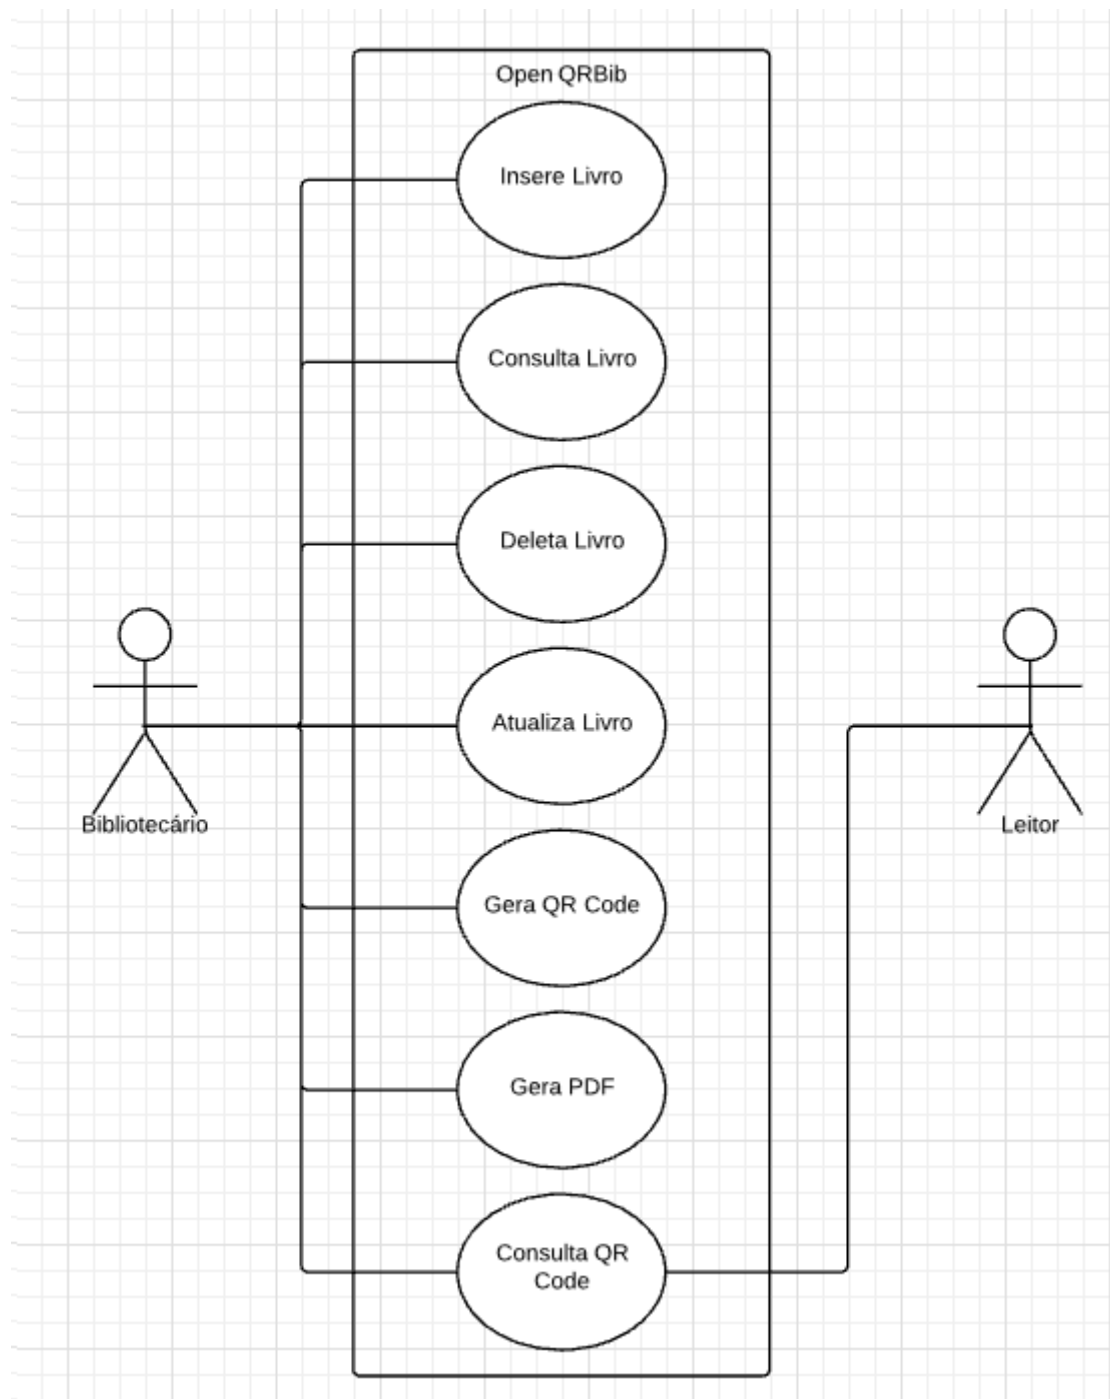 Open QRBib
Insere Livro
Consulta Livro
Deleta Livro
Atualiza Livro
Bibliotecário
Leitor
Gera QR Code
Gera PDF
Consulta QR
Code